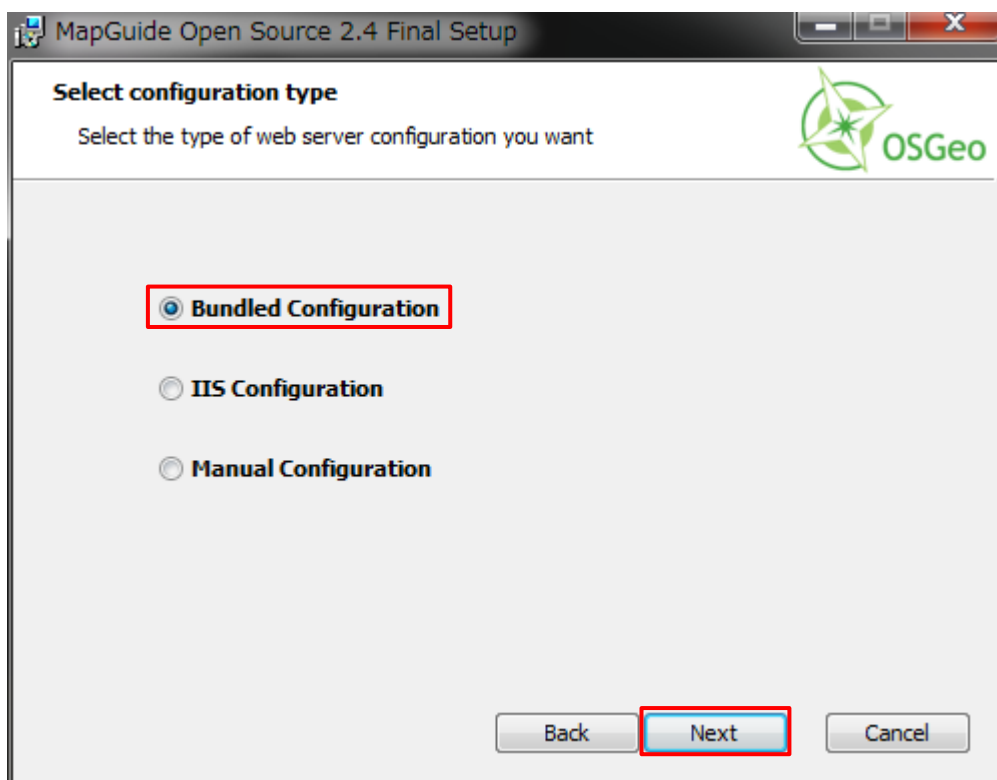 MapGuide Open Source 2.4 Final Setup
Select configuration type
Select the type of web server configuration you want
OSGeo
Bundled Configuration
IIS Configuration
Manual Configuration
Back Next Cancel